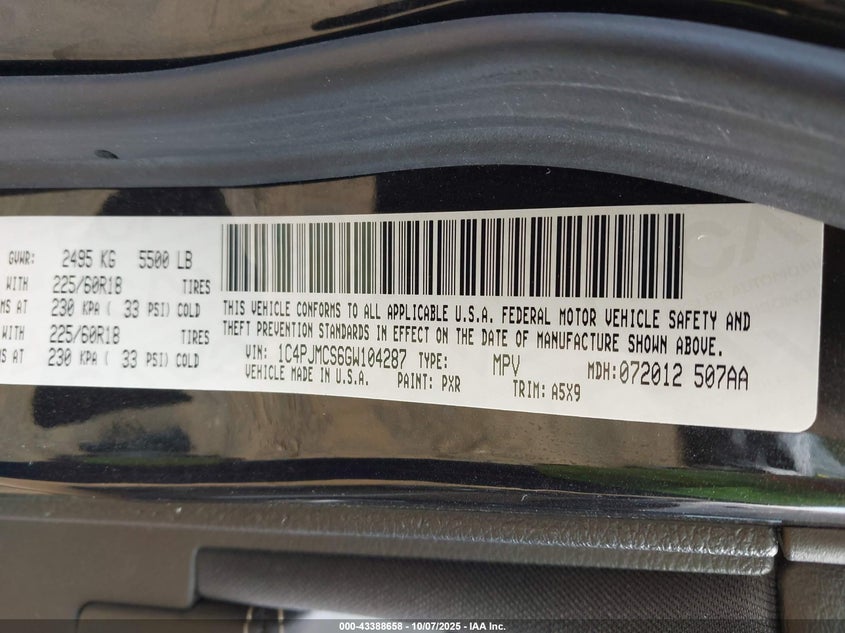 GVWR: 2495 KG 5500 LB
WITH 225/60R18 TIRES
MS AT 230 KPA ( 33 PSI) COLD
WITH 225/60R18 TIRES
MS AT 230 KPA ( 33 PSI) COLD
THIS VEHICLE CONFORMS TO ALL APPLICABLE U.S.A. FEDERAL MOTOR VEHICLE SAFETY AND
THEFT PREVENTION STANDARDS IN EFFECT ON THE DATE OF MANUFACTURE SHOWN ABOVE.
VIN: 1C4PJMCS6GW104287 TYPE: MPV MDH:072012 507AA
VEHICLE MADE IN U.S.A. PAINT: PXR TRIM: A5X9
000-43388658 - 10/07/2025 - IAA Inc.